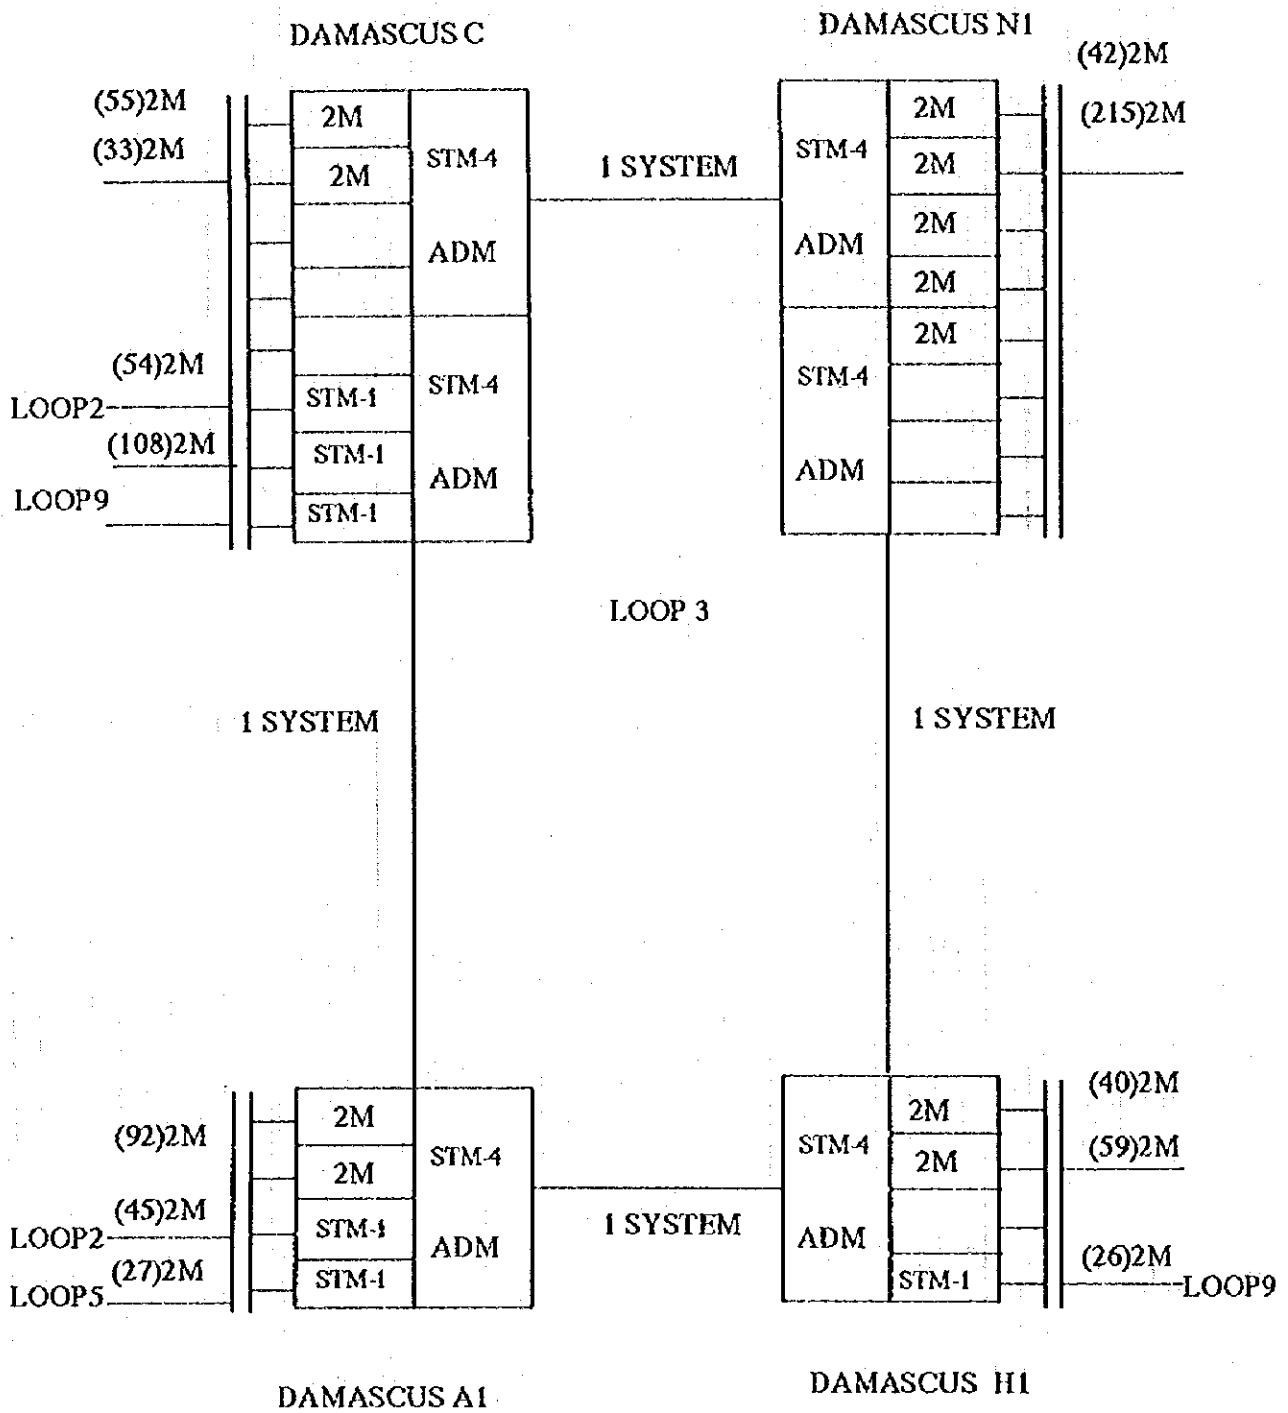 DAMASCUS C
DAMASCUS N1
(55)2M
(33)2M
2M
2M
STM-4
ADM
(54)2M
LOOP2
(108)2M
LOOP9
STM-1
STM-1
STM-1
STM-4
ADM
1 SYSTEM
STM-4
ADM
STM-4
ADM
2M
2M
2M
2M
2M
(42)2M
(215)2M
LOOP 3
1 SYSTEM
1 SYSTEM
(92)2M
(45)2M
LOOP2
(27)2M
LOOP5
2M
2M
STM-1
STM-1
STM-4
ADM
1 SYSTEM
STM-4
ADM
2M
2M
STM-1
(40)2M
(59)2M
(26)2M
LOOP9
DAMASCUS A1
DAMASCUS H1